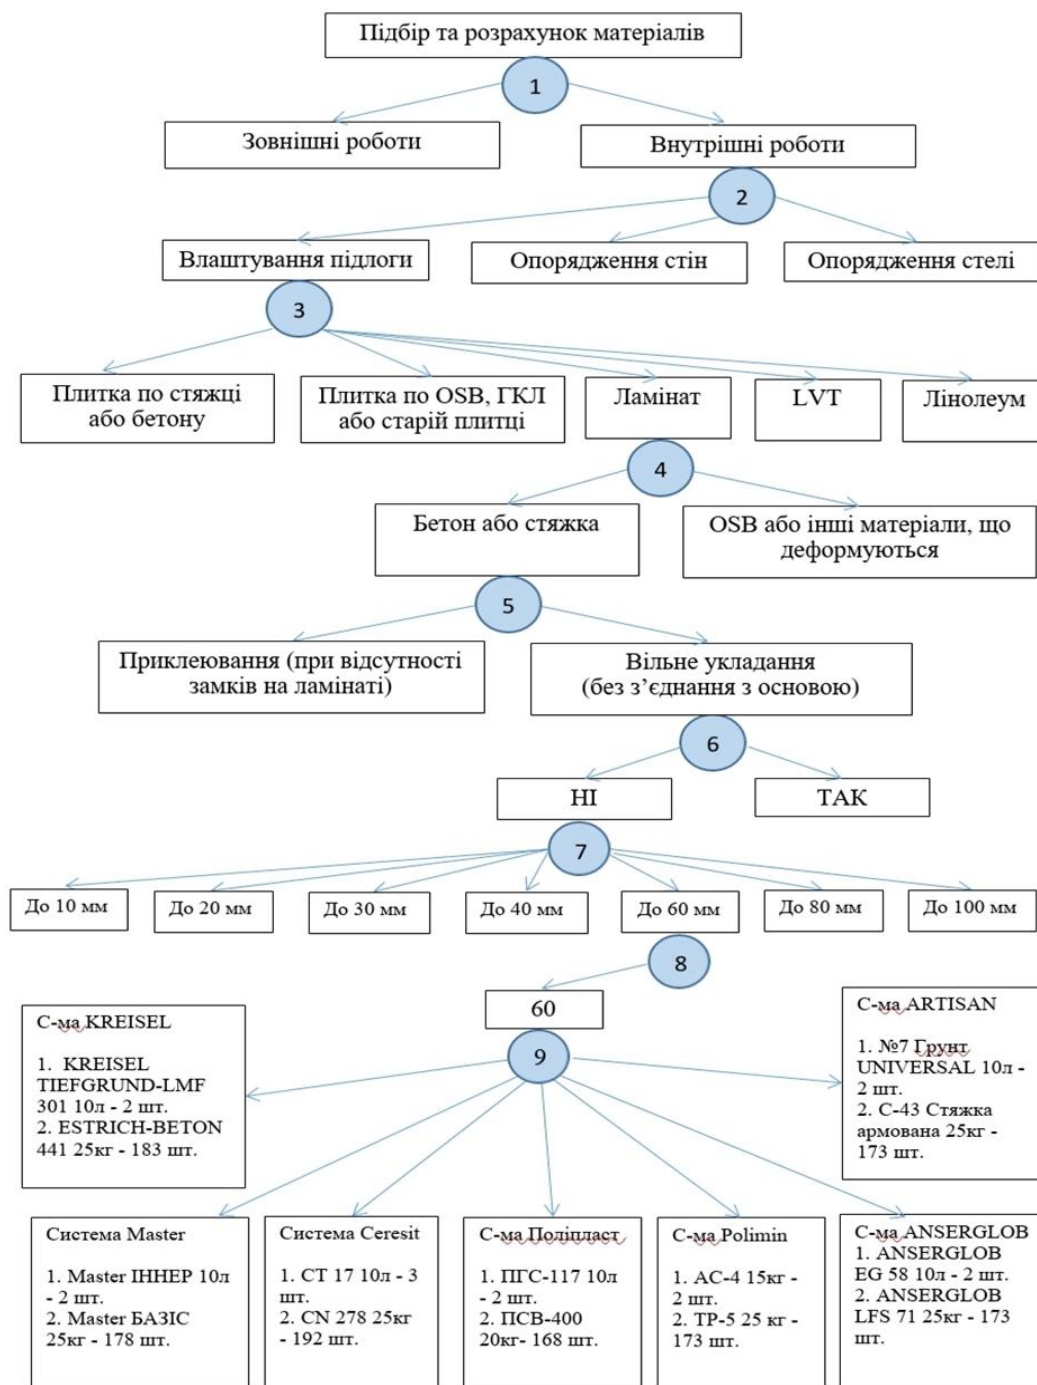 Підбір та розрахунок матеріалів
1
Зовнішні роботи
Внутрішні роботи
2
Влаштування підлоги
Опорядження стін
Опорядження стелі
3
Плитка по стяжці
або бетону
Плитка по OSB, ГКЛ
або старій плитці
Ламінат
LVT
Лінолеум
4
Бетон або стяжка
OSB або інші матеріали, що
деформуються
5
Приклеювання (при відсутності
замків на ламінаті)
Вільне укладання
(без з’єднання з основою)
6
НІ
ТАК
7
До 10 мм
До 20 мм
До 30 мм
До 40 мм
До 60 мм
До 80 мм
До 100 мм
8
60
9
С-ма KREISEL
1. KREISEL
TIEFGRUND-LMF
301 10л - 2 шт.
2. ESTRICH-BETON
441 25кг - 183 шт.
С-ма ARTISAN
1. №7 Грунт
UNIVERSAL 10л -
2 шт.
2. С-43 Стяжка
армована 25кг -
173 шт.
Система Master
1. Master ІННЕР 10л
- 2 шт.
2. Master БАЗІС
25кг - 178 шт.
Система Ceresit
1. СТ 17 10л - 3
шт.
2. CN 278 25кг
- 192 шт.
С-ма Поліпласт
1. ПГС-117 10л
- 2 шт.
2. ПСВ-400
20кг- 168 шт.
С-ма Polimin
1. АС-4 15кг -
2 шт.
2. ТР-5 25 кг -
173 шт.
С-ма ANSERGLOB
1. ANSERGLOB
EG 58 10л - 2 шт.
2. ANSERGLOB
LFS 71 25кг - 173
шт.